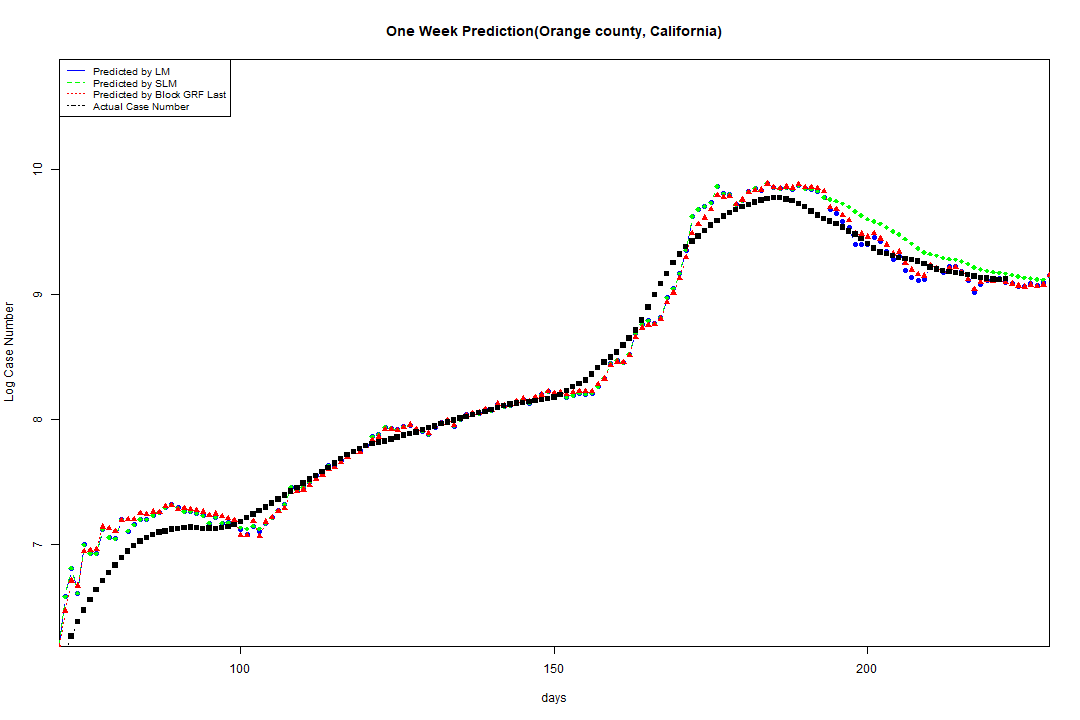 One Week Prediction(Orange county, California)
Predicted by LM
Predicted by SLM
Predicted by Block GRF Last
Actual Case Number
10
9
8
7
Log Case Number
100 150 200
days